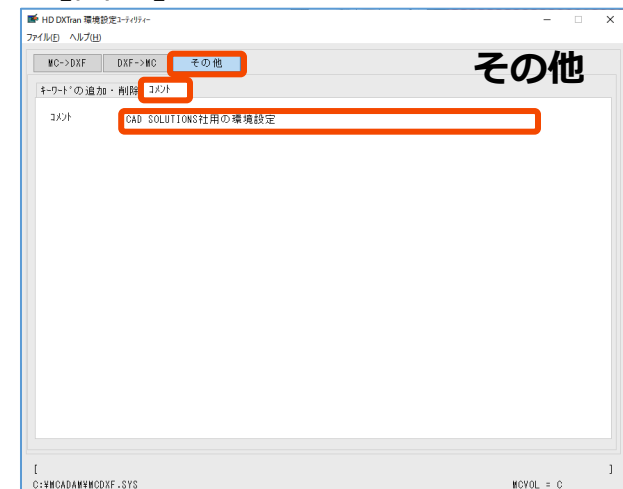 HD DXTran 環境設定ﾕｰﾃｨﾘﾃｨｰ
ファイル(F) ヘルプ(H)
MC->DXF DXF->MC その他
その他
ｷｰﾜｰﾄﾞの追加・削除 ｺﾒﾝﾄ
ｺﾒﾝﾄ CAD SOLUTIONS社用の環境設定
[ ]
C:¥MCADAM¥MCDXF.SYS MCVOL = C